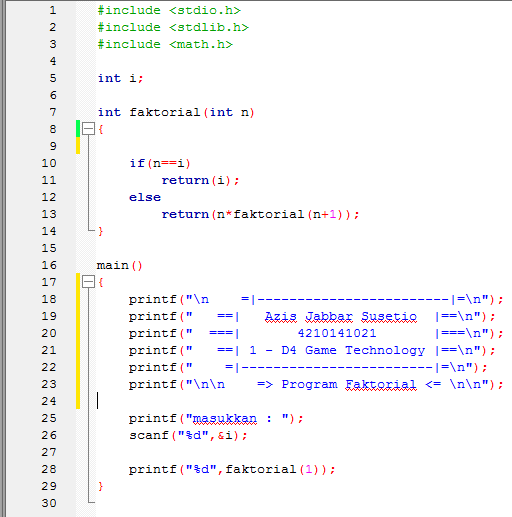 1 #include <stdio.h>
2 #include <stdlib.h>
3 #include <math.h>
4
5 int i;
6
7 int faktorial(int n)
8 {
9
10 if(n==i)
11 return(i);
12 else
13 return(n*faktorial(n+1));
14 }
15
16 main()
17 {
18 printf("\n    =|------------------------|=\n");
19 printf("   ==|   Azis Jabbar Susetio  |==\n");
20 printf("  ===|       4210141021       |===\n");
21 printf("   ==| 1 - D4 Game Technology |==\n");
22 printf("    =|------------------------|=\n");
23 printf("\n\n    => Program Faktorial <= \n\n");
24
25 printf("masukkan : ");
26 scanf("%d",&i);
27
28 printf("%d",faktorial(1));
29 }
30